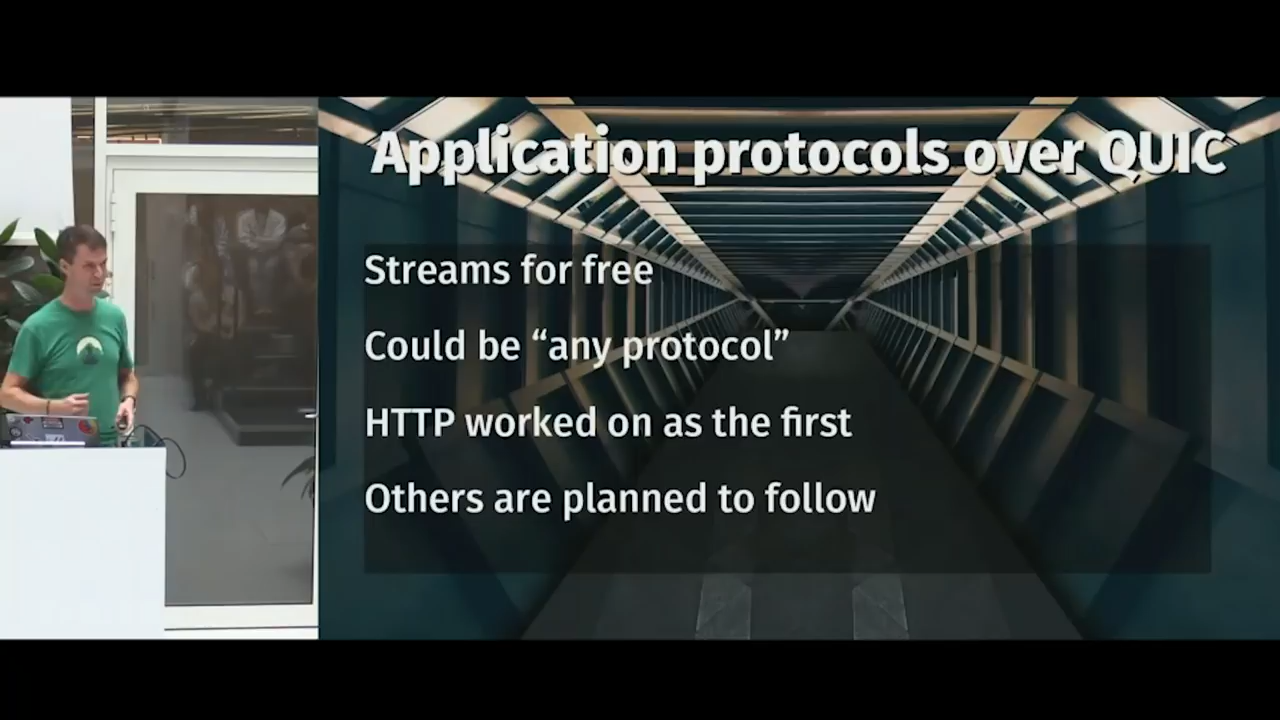 Application protocols over QUIC
Streams for free
Could be “any protocol”
HTTP worked on as the first
Others are planned to follow